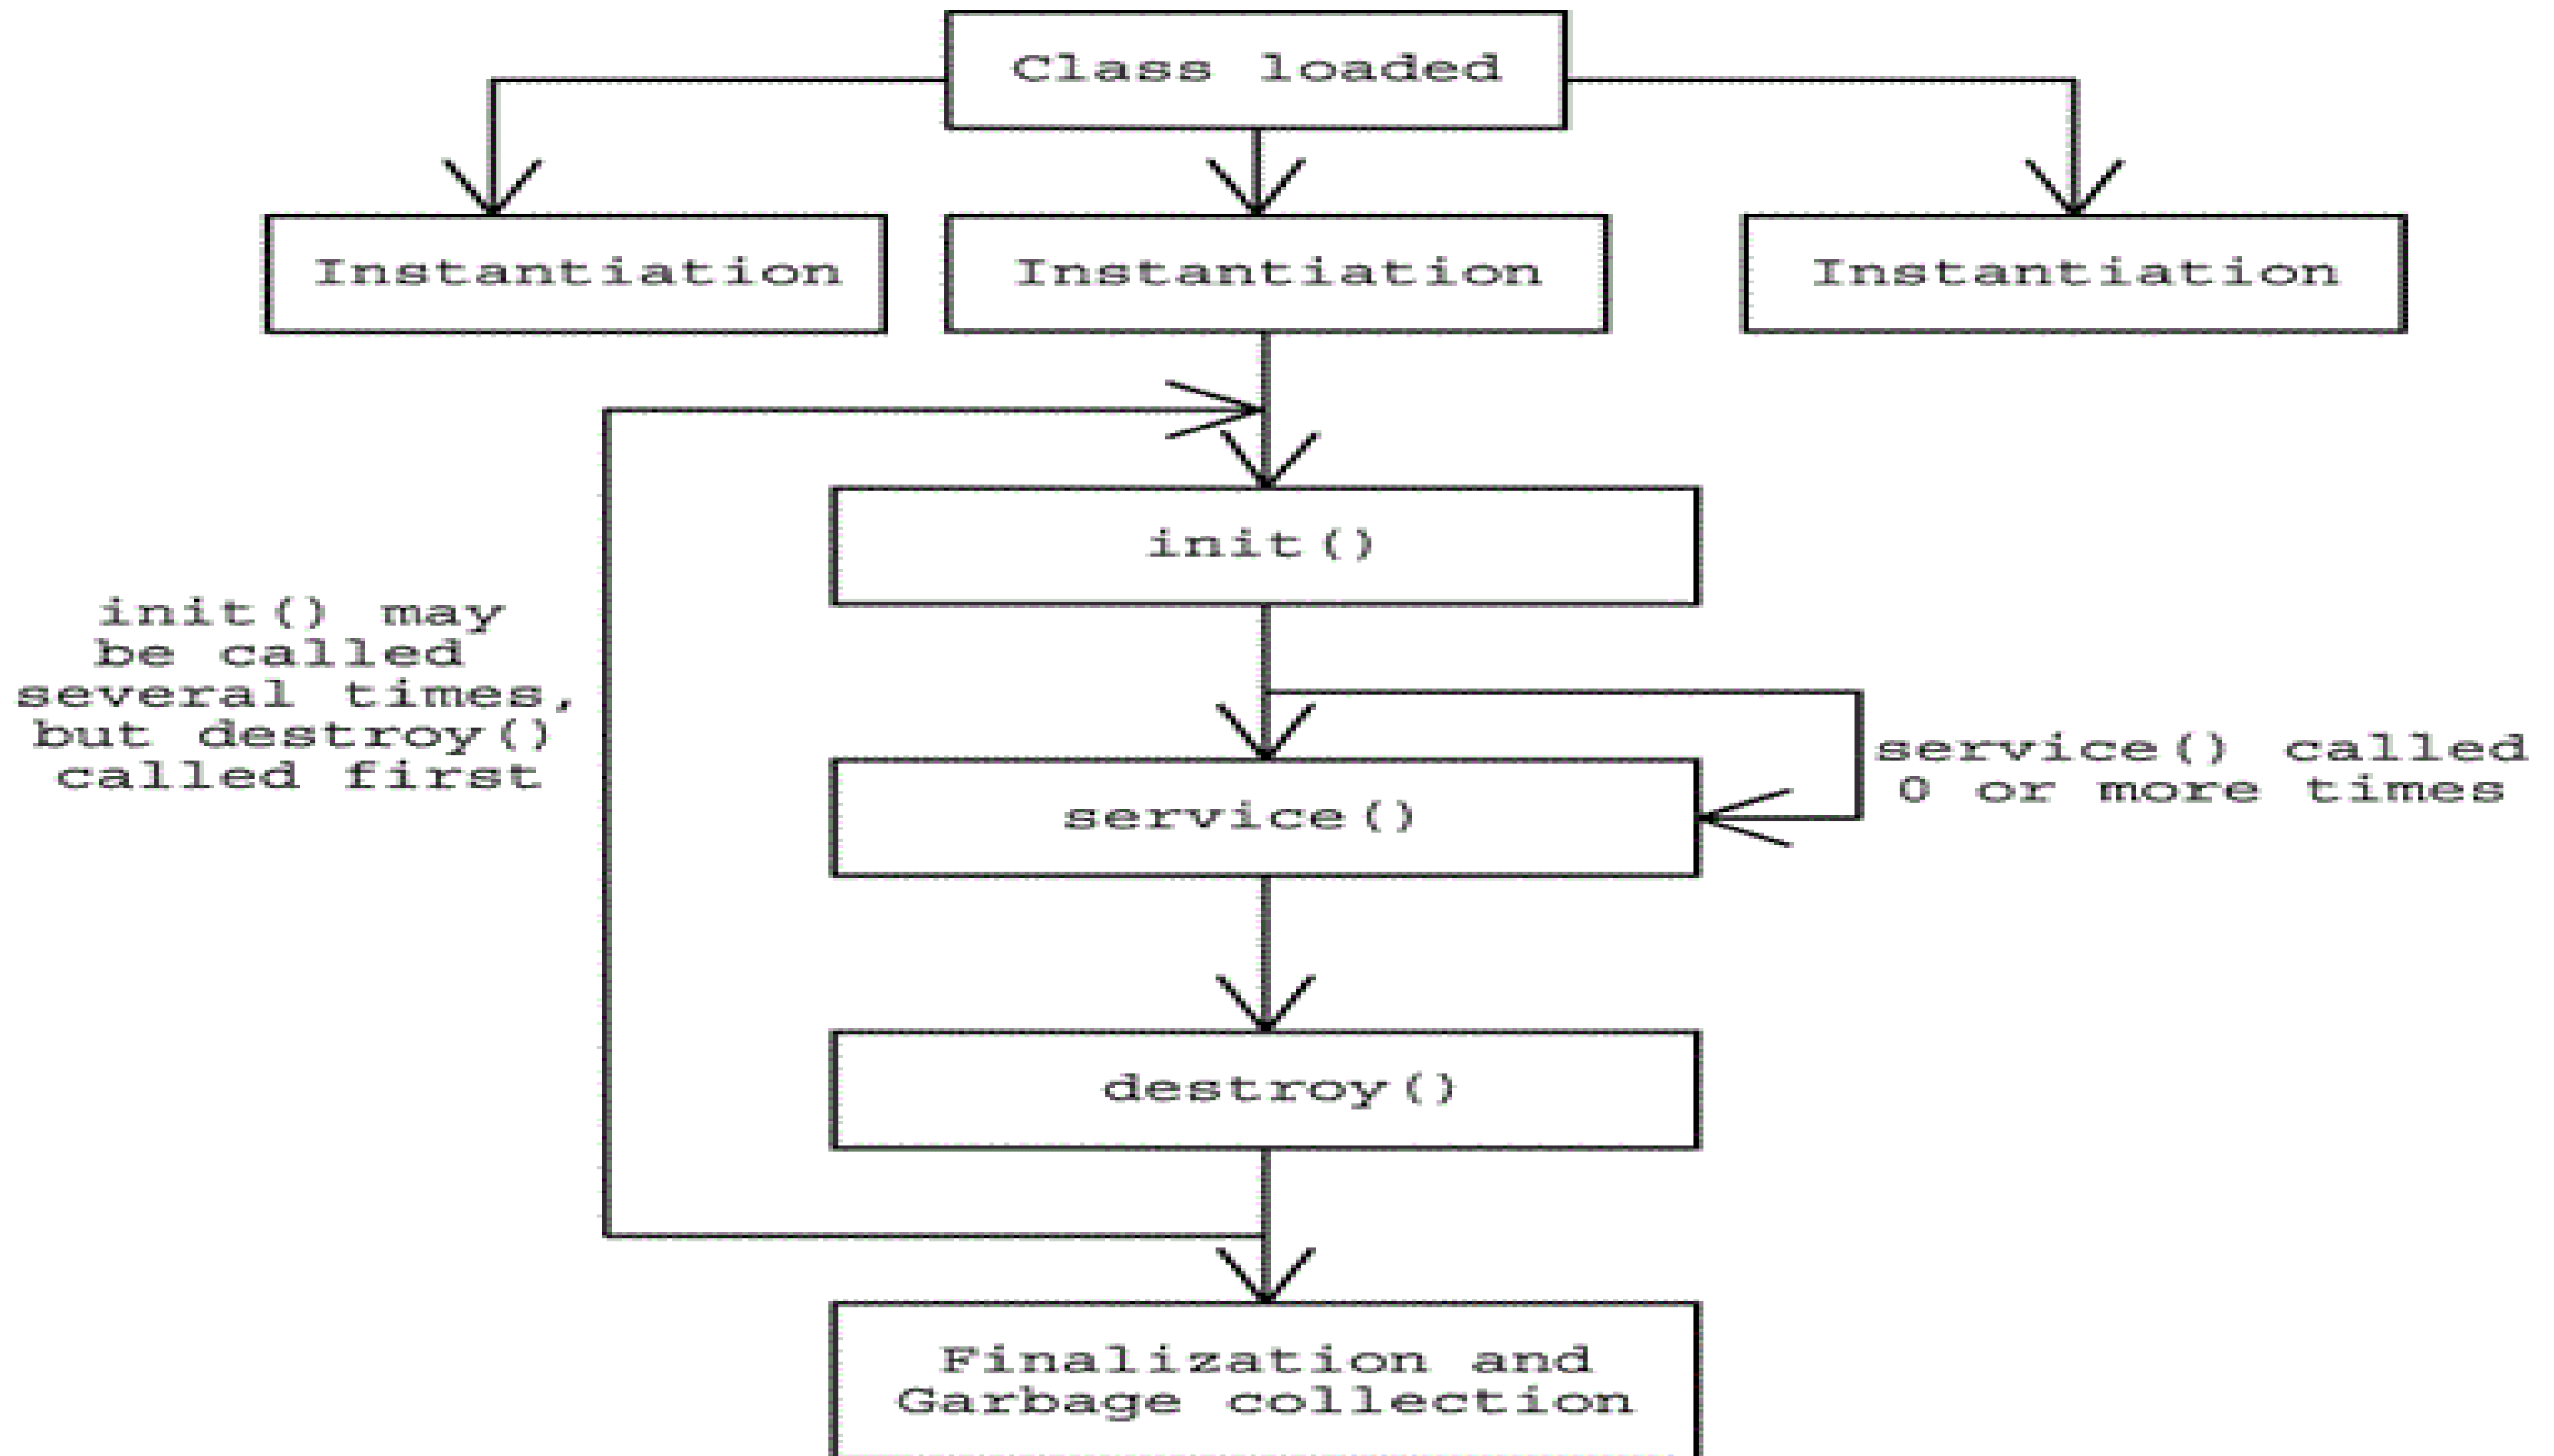 Class loaded
Instantiation
Instantiation
Instantiation
init()
init() may
be called
several times,
but destroy()
called first
service() called
0 or more times
service()
destroy()
Finalization and
Garbage collection